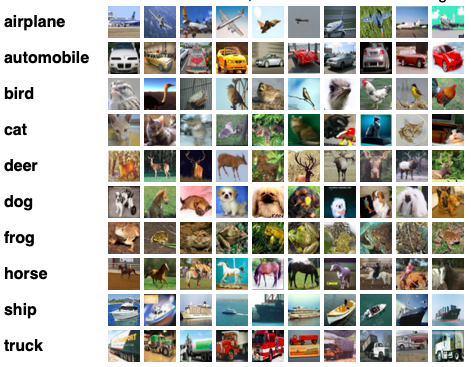 airplane
automobile
bird
cat
deer
dog
frog
horse
ship
truck